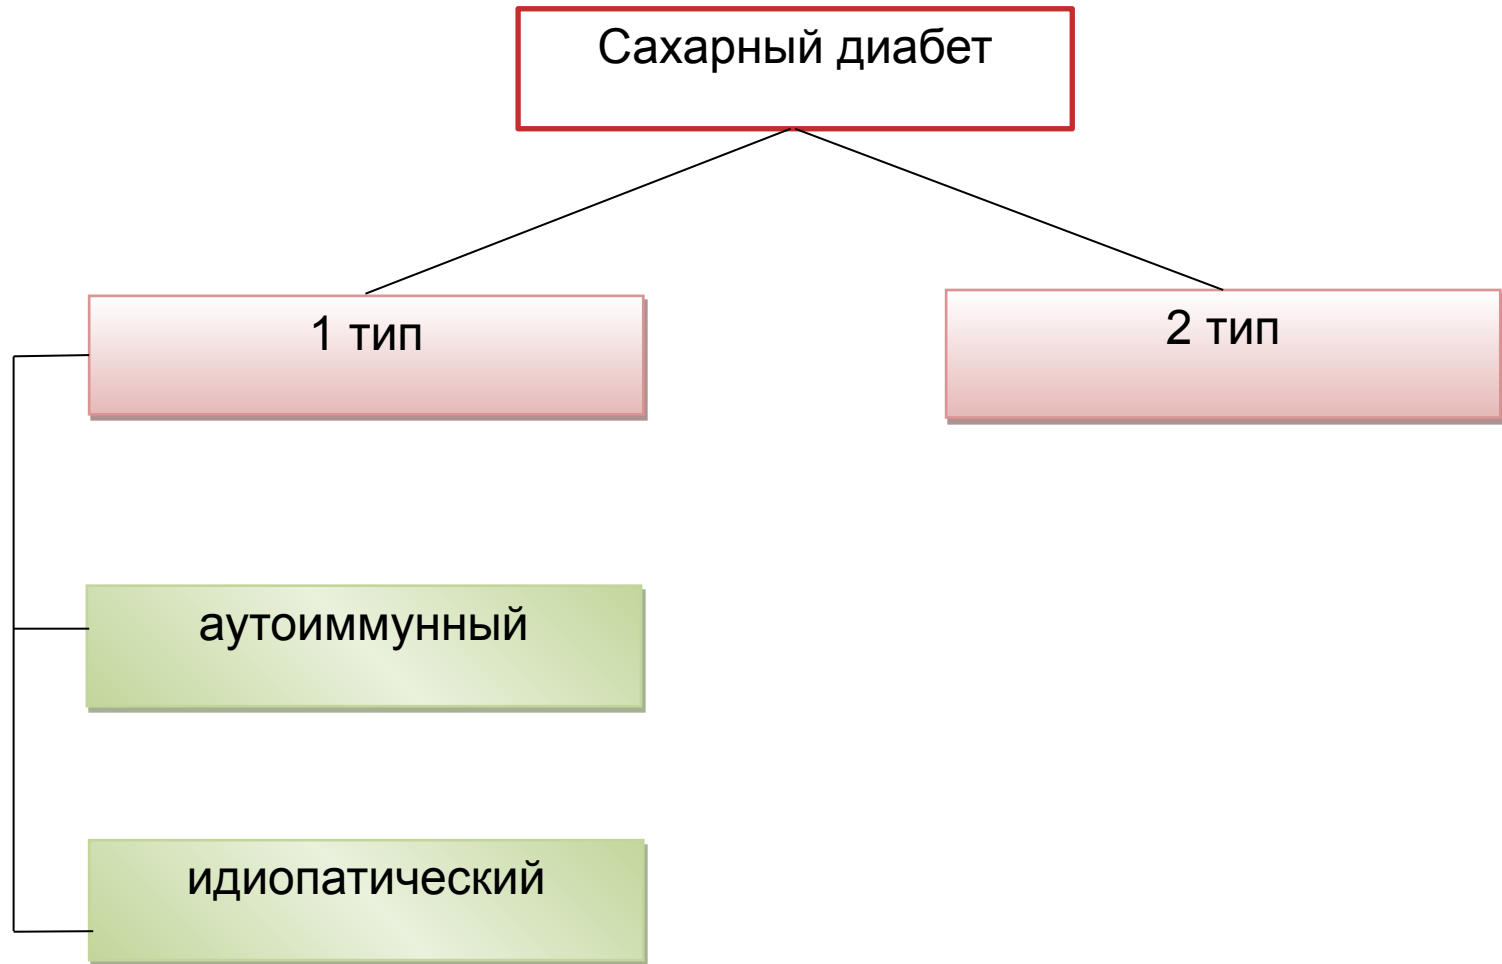 Сахарный диабет
1 тип
2 тип
аутоиммунный
идиопатический